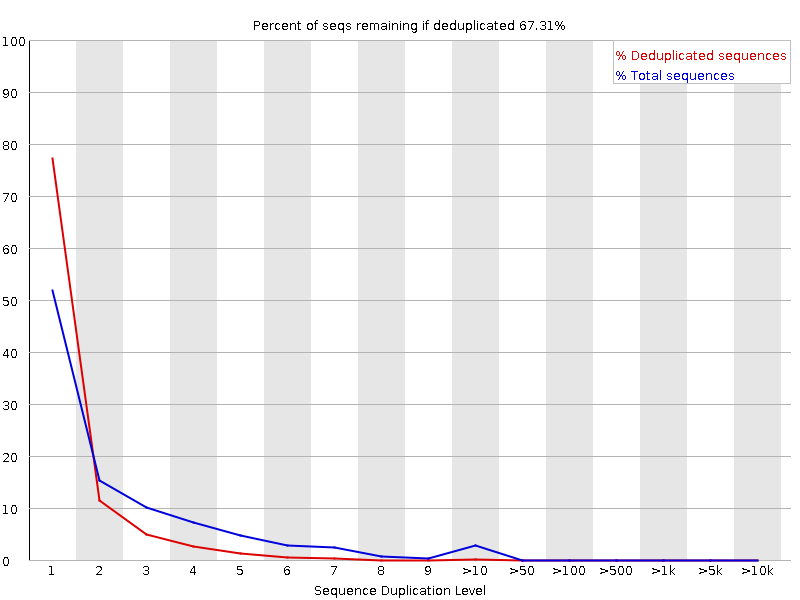 Percent of seqs remaining if deduplicated 67.31%
% Deduplicated sequences
% Total sequences
100
90
80
70
60
50
40
30
20
10
0
1 2 3 4 5 6 7 8 9 >10 >50 >100 >500 >1k >5k >10k
Sequence Duplication Level